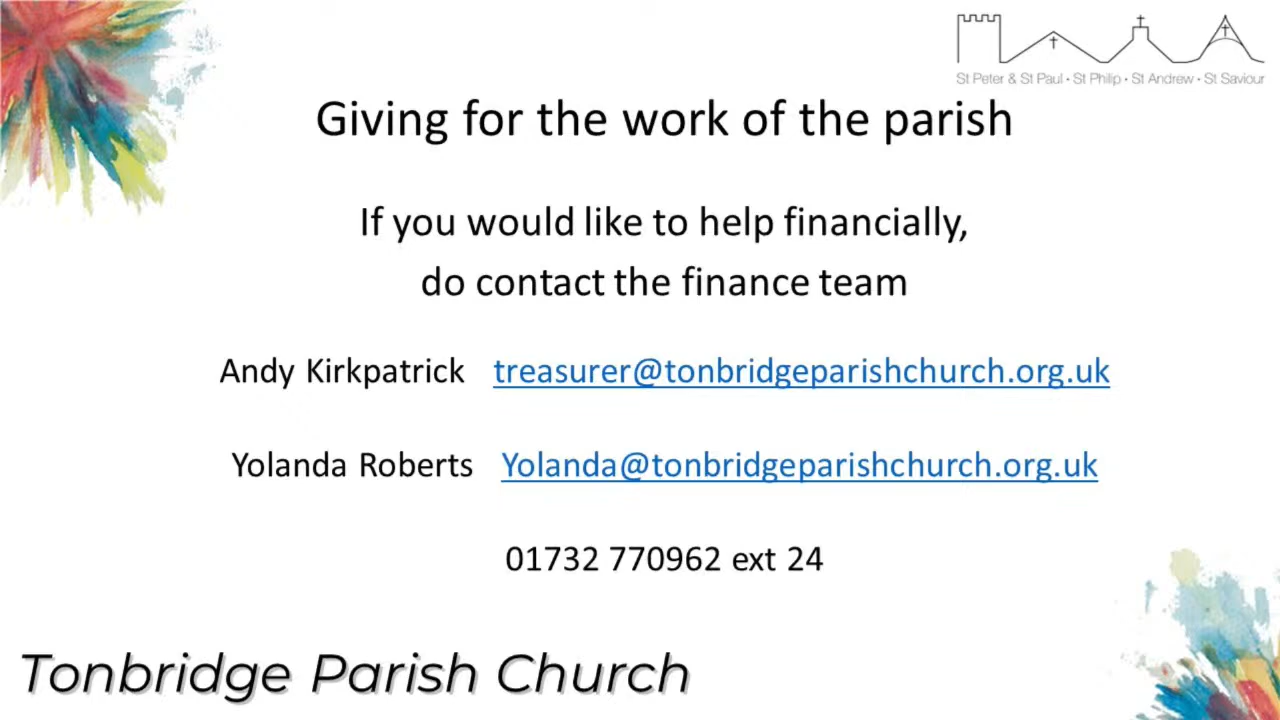 St Peter & St Paul • St Philip • St Andrew • St Saviour
Giving for the work of the parish
If you would like to help financially,
do contact the finance team
Andy Kirkpatrick treasurer@tonbridgeparishchurch.org.uk
Yolanda Roberts Yolanda@tonbridgeparishchurch.org.uk
01732 770962 ext 24
Tonbridge Parish Church